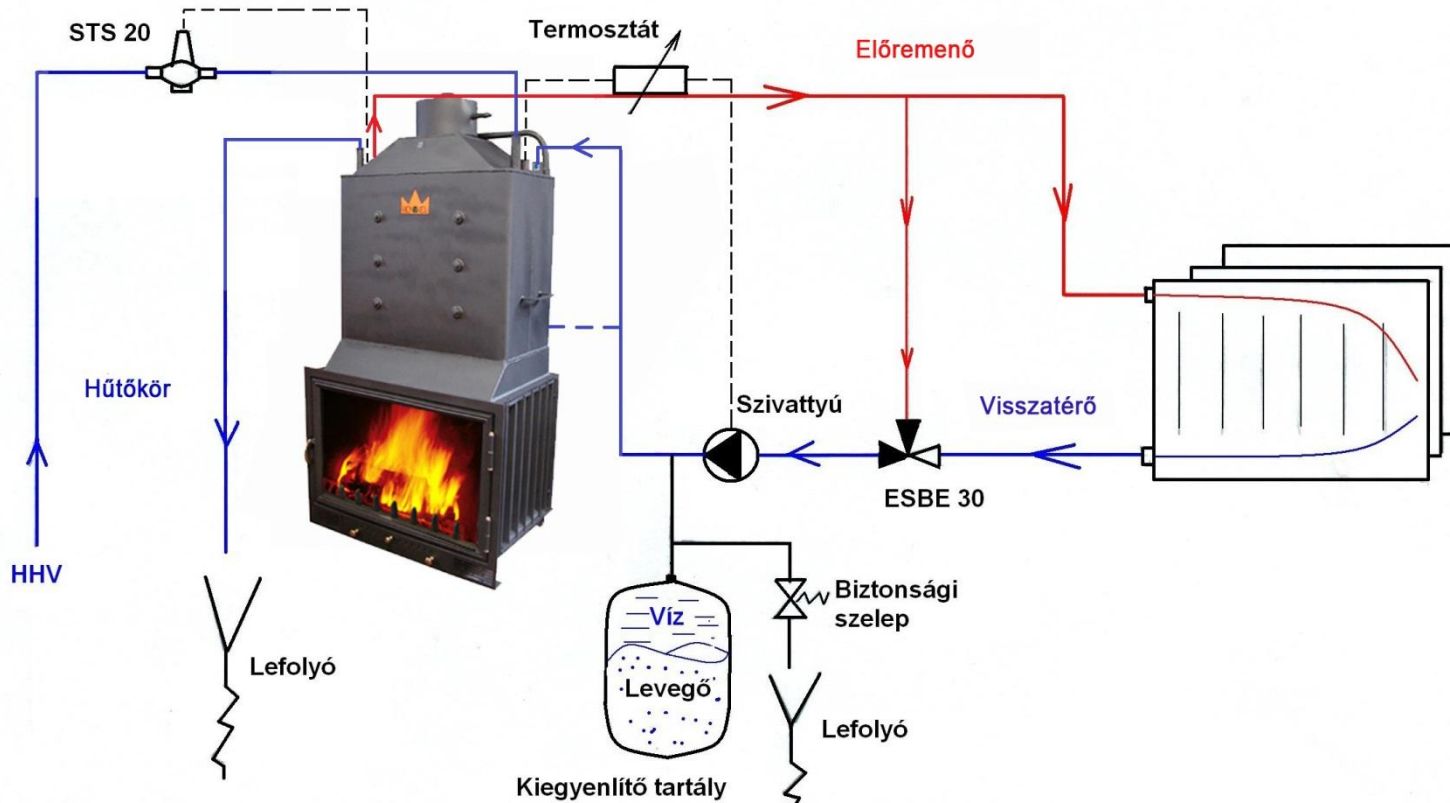 STS 20
Termosztát
Előremenő
Hűtőkör
Szivattyú
Visszatérő
ESBE 30
HHV
Víz
Biztonsági
szelep
Lefolyó
Levegő
Lefolyó
Kiegyenlítő tartály